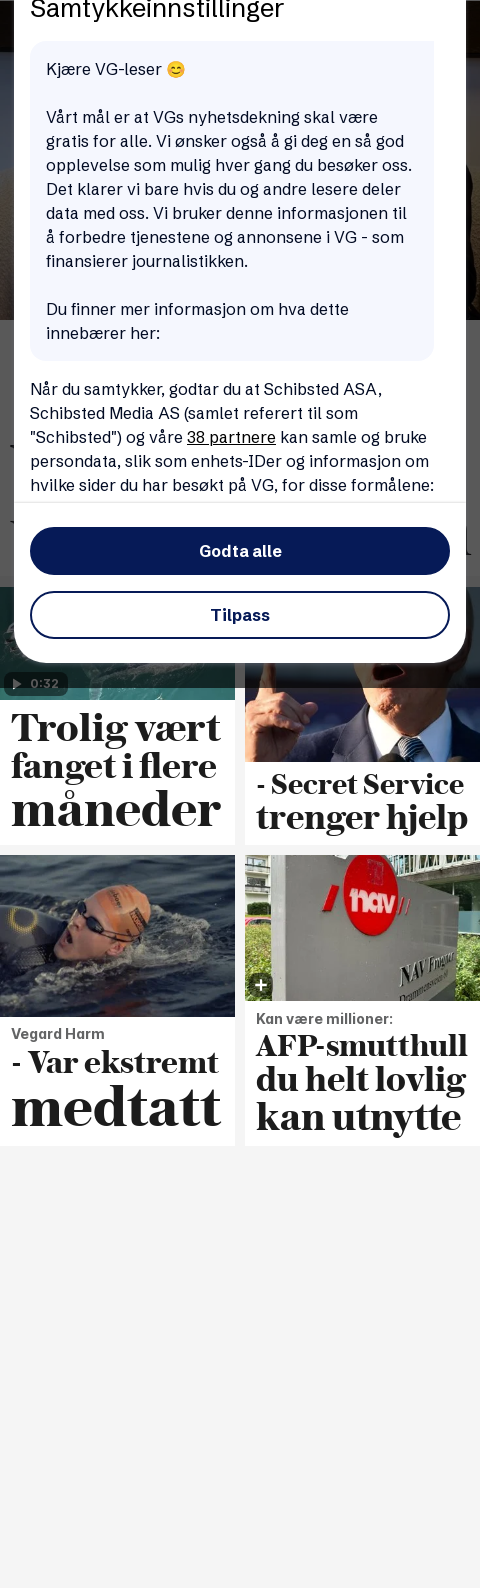 Samtykkeinnstillinger
Kjære VG-leser 😊
Vårt mål er at VGs nyhetsdekning skal være
gratis for alle. Vi ønsker også å gi deg en så god
opplevelse som mulig hver gang du besøker oss.
Det klarer vi bare hvis du og andre lesere deler
data med oss. Vi bruker denne informasjonen til
å forbedre tjenestene og annonsene i VG - som
finansierer journalistikken.
Du finner mer informasjon om hva dette
innebærer her:
Når du samtykker, godtar du at Schibsted ASA,
Schibsted Media AS (samlet referert til som
"Schibsted") og våre 38 partnere kan samle og bruke
persondata, slik som enhets-IDer og informasjon om
hvilke sider du har besøkt på VG, for disse formålene:
Godta alle
Tilpass
0:32
Trolig vært
fanget i flere
måneder
- Secret Service
trenger hjelp
Vegard Harm
- Var ekstremt
medtatt
nav
NAV Frogner
Kan være millioner:
AFP-smutthull
du helt lovlig
kan utnytte